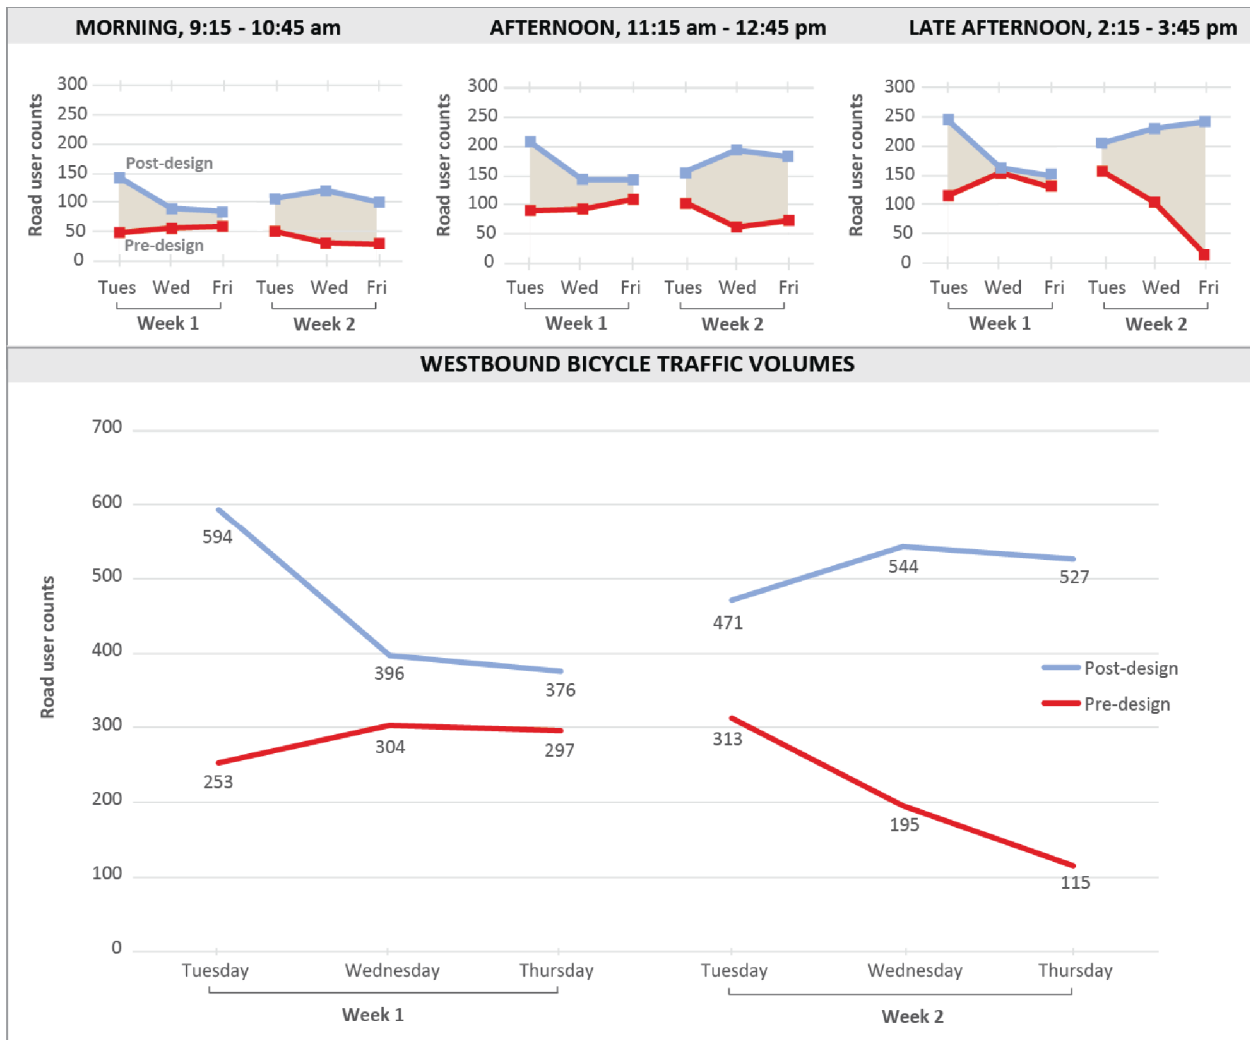 MORNING, 9:15 - 10:45 am
Road user counts
300
250
200
150
100
50
0
Post-design
Pre-design
Tues Wed Fri Tues Wed Fri
Week 1 Week 2
AFTERNOON, 11:15 am - 12:45 pm
Road user counts
300
250
200
150
100
50
0
Tues Wed Fri Tues Wed Fri
Week 1 Week 2
LATE AFTERNOON, 2:15 - 3:45 pm
Road user counts
300
250
200
150
100
50
0
Tues Wed Fri Tues Wed Fri
Week 1 Week 2
WESTBOUND BICYCLE TRAFFIC VOLUMES
Road user counts
700
600
500
400
300
200
100
0
594
396
376
471
544
527
253
304
297
313
195
115
Post-design
Pre-design
Tuesday Wednesday Thursday Tuesday Wednesday Thursday
Week 1 Week 2